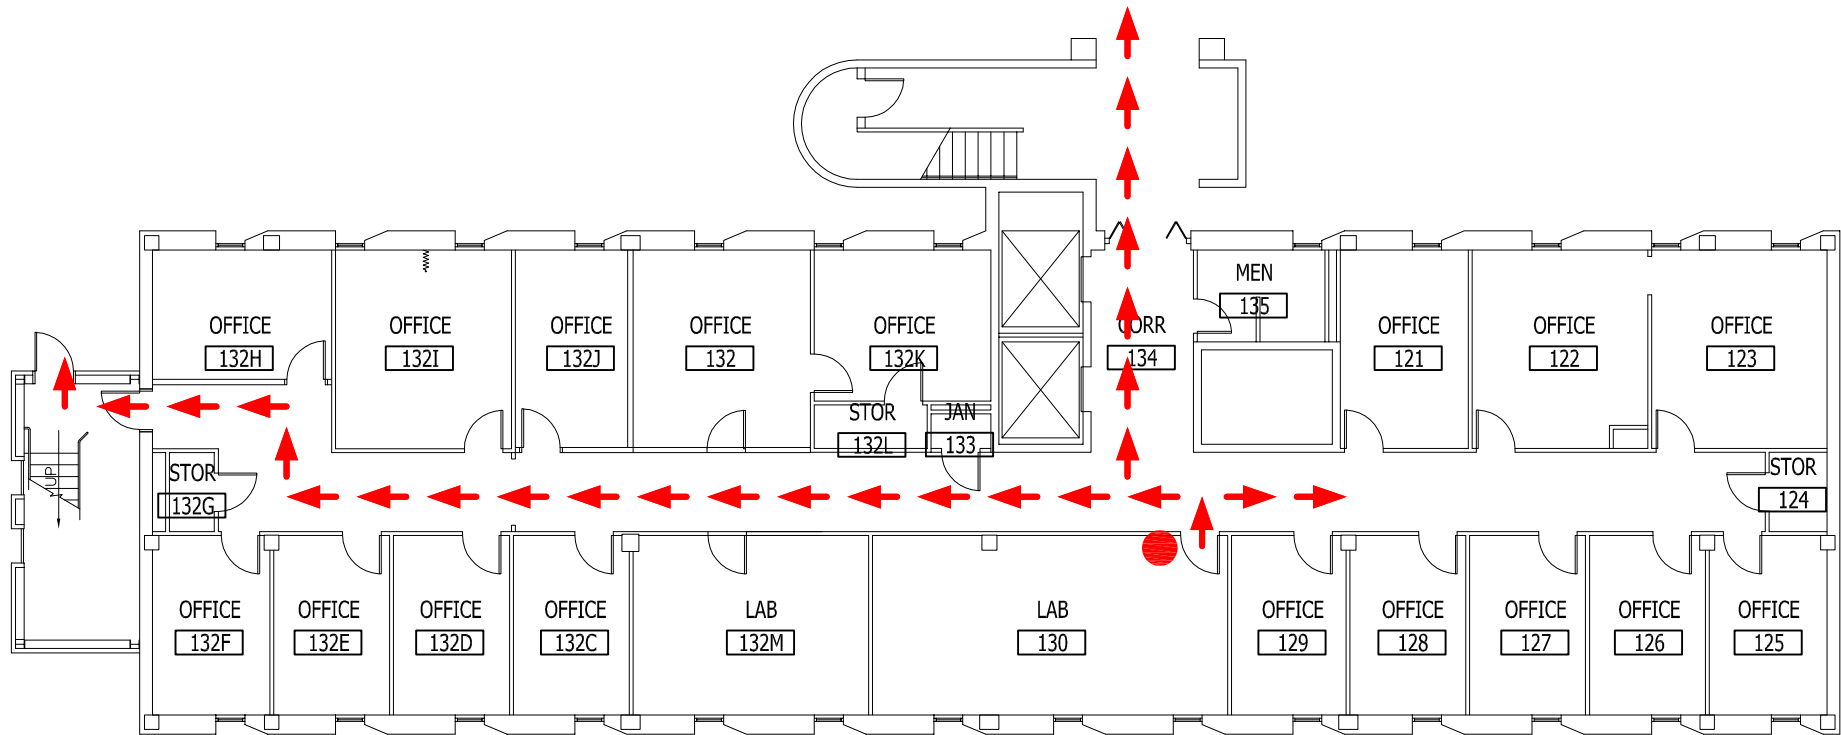 MEN
135
OFFICE
132H
OFFICE
132I
OFFICE
132J
OFFICE
132
OFFICE
132K
CORR
134
OFFICE
121
OFFICE
122
OFFICE
123
STOR
132L
JAN
133
UP
STOR
132G
STOR
124
OFFICE
132F
OFFICE
132E
OFFICE
132D
OFFICE
132C
LAB
132M
LAB
130
OFFICE
129
OFFICE
128
OFFICE
127
OFFICE
126
OFFICE
125